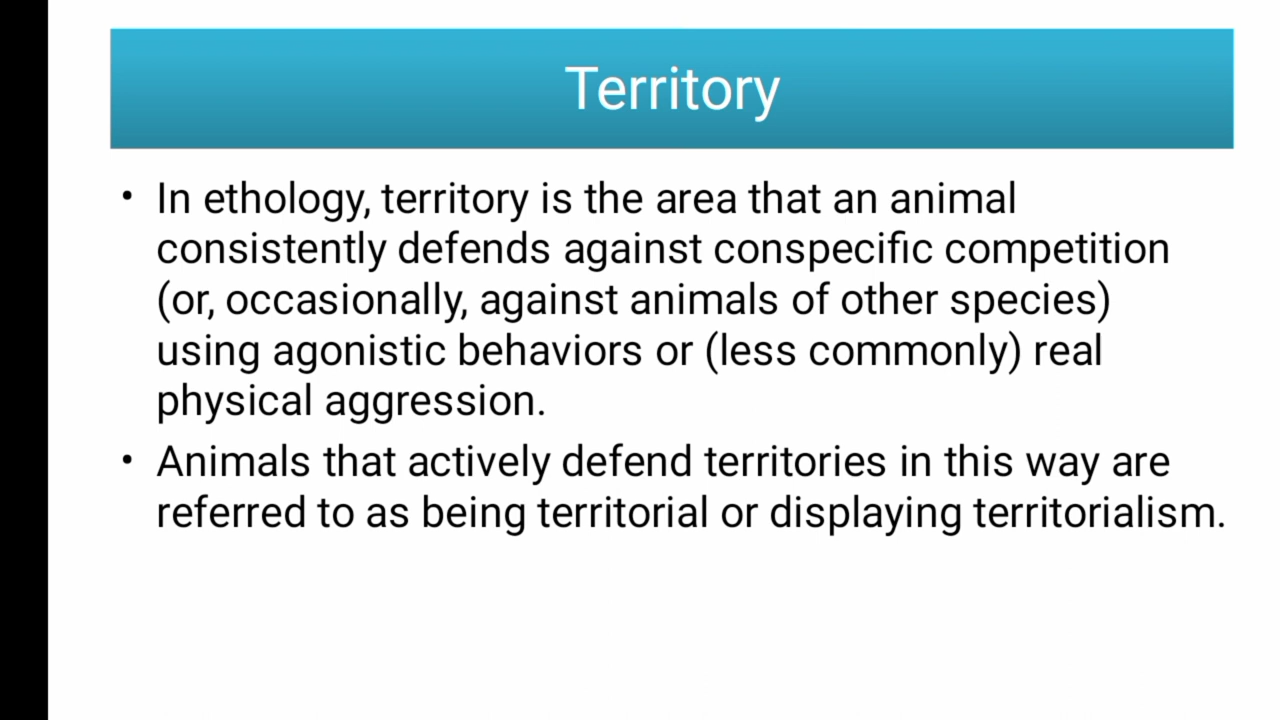 Territory
• In ethology, territory is the area that an animal
consistently defends against conspecific competition
(or, occasionally, against animals of other species)
using agonistic behaviors or (less commonly) real
physical aggression.
• Animals that actively defend territories in this way are
referred to as being territorial or displaying territorialism.